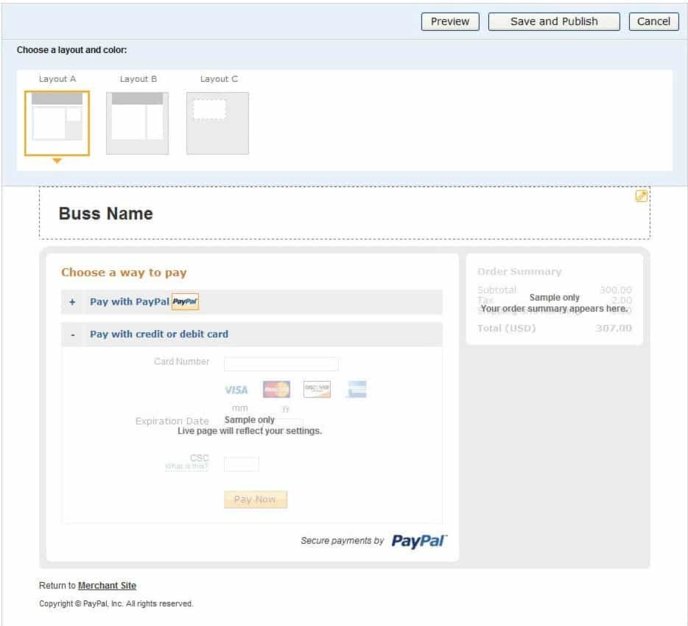 Preview Save and Publish Cancel
Choose a layout and color:
Layout A Layout B Layout C
Buss Name
Choose a way to pay
+ Pay with PayPal PayPal
- Pay with credit or debit card
Card Number
VISA MasterCard DISCOVER
mm
Expiration Date Sample only
Live page will reflect your settings.
CSC
What is this?
Pay Now
Secure payments by PayPal
Order Summary
Subtotal 300.00
Tax Sample only 2.00
Your order summary appears here.
Total (USD) 307.00
Return to Merchant Site
Copyright © PayPal, Inc. All rights reserved.